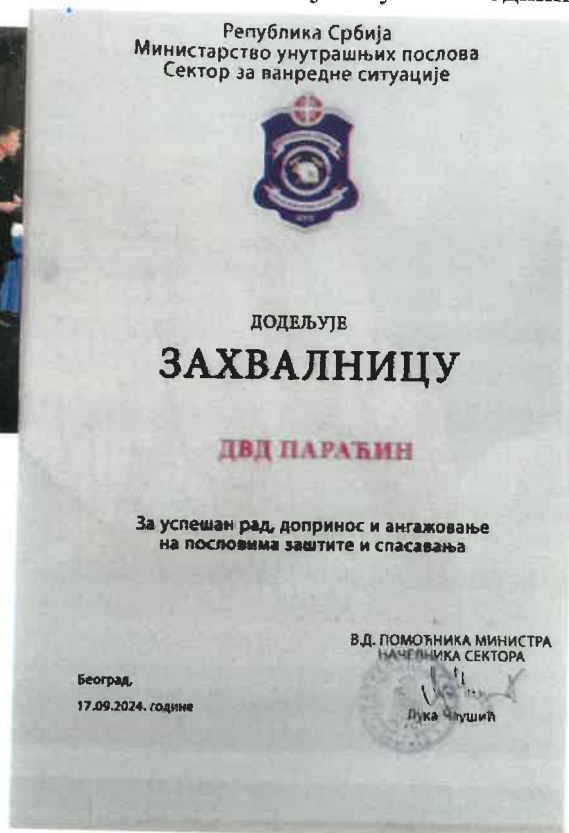 Република Србија
Министарство унутрашњих послова
Сектор за ванредне ситуације
ДОДЕЉУЈЕ
ЗАХВАЛНИЦУ
ДВД ПАРАЋИН
За успешан рад, допринос и ангажовање
на пословима заштите и спасавања
В.Д. ПОМОЋНИКА МИНИСТРА
НАЧЕЛНИКА СЕКТОРА
Београд,
17.09.2024. године
Лука